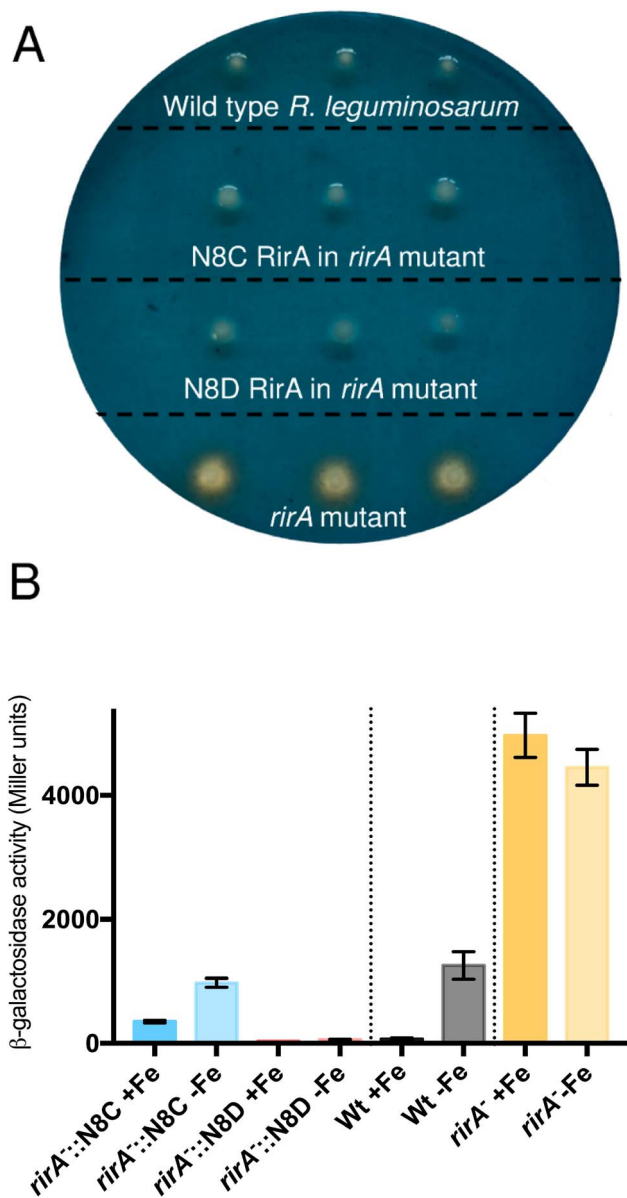 A
Wild type R. leguminosarum
N8C RirA in rirA mutant
N8D RirA in rirA mutant
rirA mutant
B
β-galactosidase activity (Miller units)
4000
2000
0
rirA-::N8C +Fe
rirA-::N8C -Fe
rirA-::N8D +Fe
rirA-::N8D -Fe
Wt +Fe
Wt -Fe
rirA- +Fe
rirA- -Fe